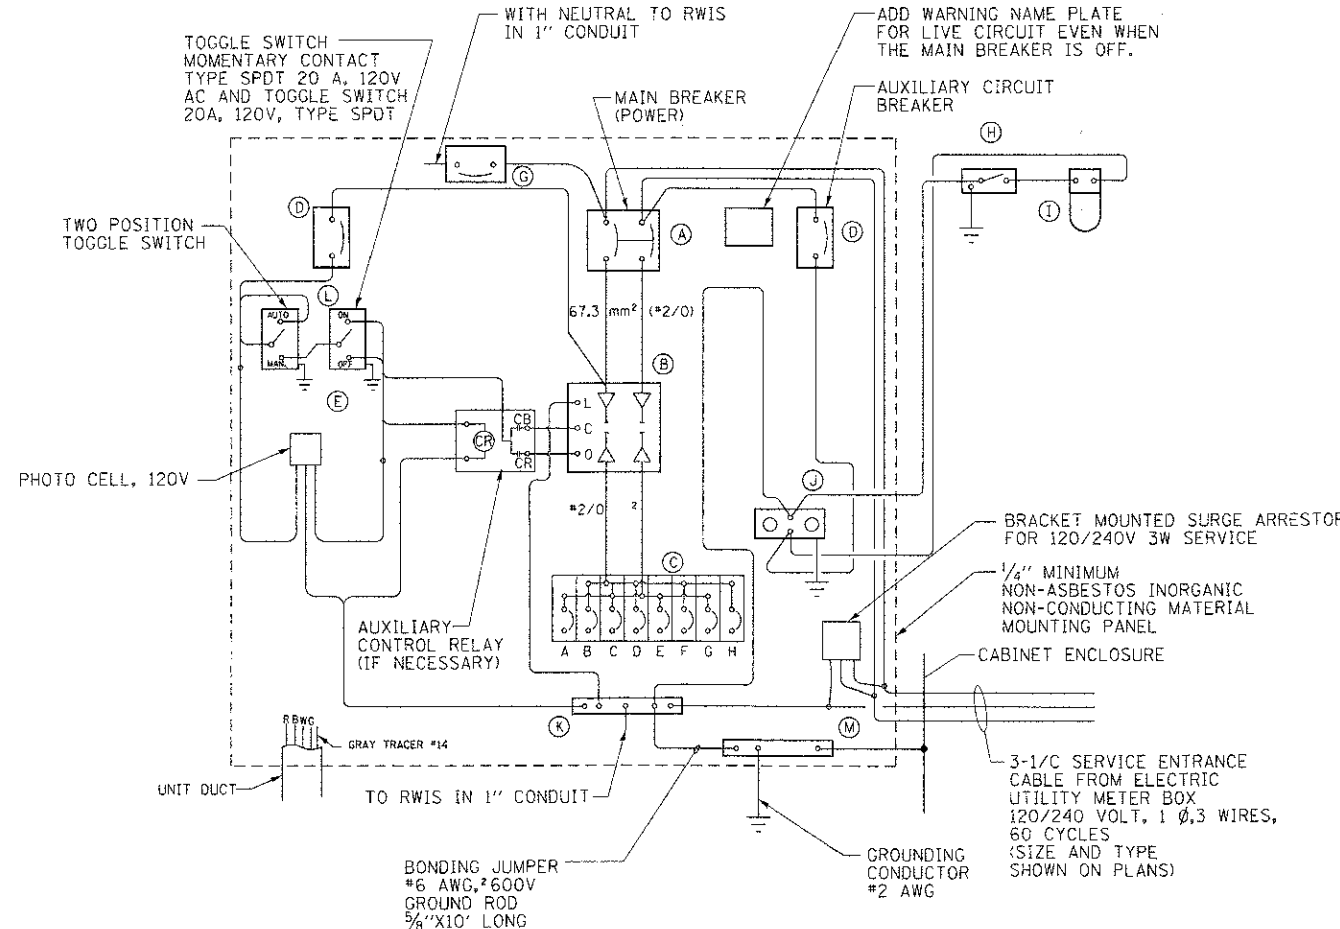 WITH NEUTRAL TO RWIS
IN 1" CONDUIT
ADD WARNING NAME PLATE
FOR LIVE CIRCUIT EVEN WHEN
THE MAIN BREAKER IS OFF.
TOGGLE SWITCH
MOMENTARY CONTACT
TYPE SPDT 20 A, 120V
AC AND TOGGLE SWITCH
20A, 120V, TYPE SPDT
MAIN BREAKER
(POWER)
AUXILIARY CIRCUIT
BREAKER
H
G
D
I
TWO POSITION
TOGGLE SWITCH
A
D
L
AUTO
ON
MAN.
OFF
67.3 mm² (#2/0)
B
E
L
C
O
CB
CR
CR
PHOTO CELL, 120V
#2/0
2
J
BRACKET MOUNTED SURGE ARRESTOR
FOR 120/240V 3W SERVICE
C
1/4" MINIMUM
NON-ASBESTOS INORGANIC
NON-CONDUCTING MATERIAL
MOUNTING PANEL
AUXILIARY
CONTROL RELAY
(IF NECESSARY)
A B C D E F G H
CABINET ENCLOSURE
K
M
R B W G
GRAY TRACER #14
UNIT DUCT
TO RWIS IN 1" CONDUIT
3-1/C SERVICE ENTRANCE
CABLE FROM ELECTRIC
UTILITY METER BOX
120/240 VOLT, 1 Ø,3 WIRES,
60 CYCLES
(SIZE AND TYPE
SHOWN ON PLANS)
BONDING JUMPER
#6 AWG,²600V
GROUND ROD
5/8"X10' LONG
GROUNDING
CONDUCTOR
#2 AWG